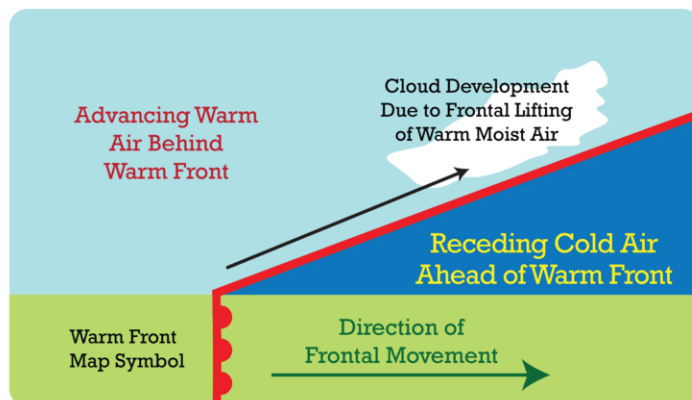 Advancing Warm
Air Behind
Warm Front
Cloud Development
Due to Frontal Lifting
of Warm Moist Air
Receding Cold Air
Ahead of Warm Front
Warm Front
Map Symbol
Direction of
Frontal Movement